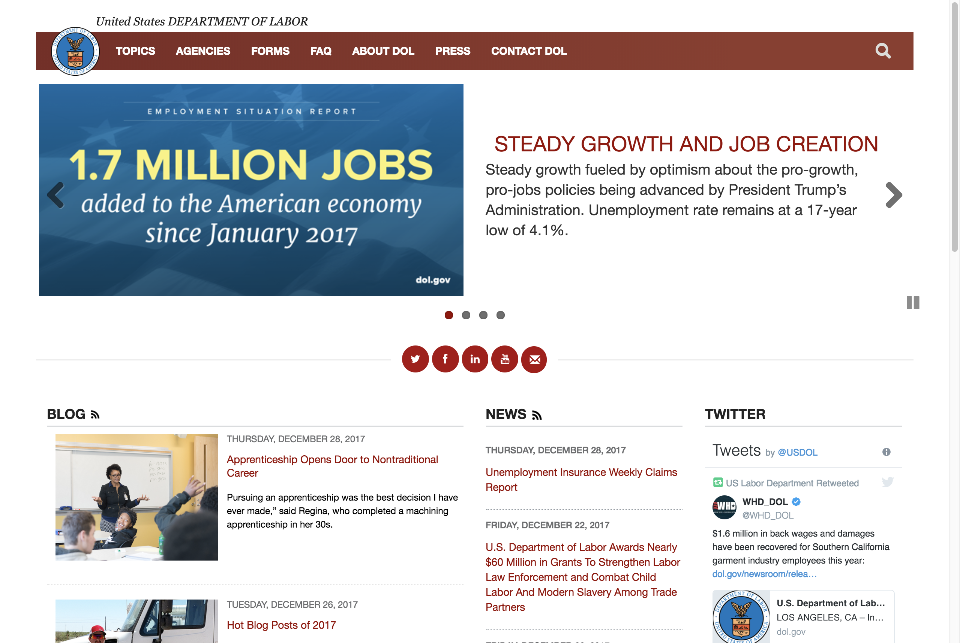 United States DEPARTMENT OF LABOR
TOPICS AGENCIES FORMS FAQ ABOUT DOL PRESS CONTACT DOL
EMPLOYMENT SITUATION REPORT
1.7 MILLION JOBS
added to the American economy
since January 2017
dol.gov
STEADY GROWTH AND JOB CREATION
Steady growth fueled by optimism about the pro-growth,
pro-jobs policies being advanced by President Trump's
Administration. Unemployment rate remains at a 17-year
low of 4.1%.
BLOG
THURSDAY, DECEMBER 28, 2017
Apprenticeship Opens Door to Nontraditional
Career
Pursuing an apprenticeship was the best decision I have
ever made," said Regina, who completed a machining
apprenticeship in her 30s.
TUESDAY, DECEMBER 26, 2017
Hot Blog Posts of 2017
NEWS
THURSDAY, DECEMBER 28, 2017
Unemployment Insurance Weekly Claims
Report
FRIDAY, DECEMBER 22, 2017
U.S. Department of Labor Awards Nearly
$60 Million in Grants To Strengthen Labor
Law Enforcement and Combat Child
Labor And Modern Slavery Among Trade
Partners
TWITTER
Tweets by @USDOL
US Labor Department Retweeted
WHD
WHD_DOL
@WHD_DOL
$1.6 million in back wages and damages
have been recovered for Southern California
garment industry employees this year:
dol.gov/newsroom/relea…
U.S. Department of Lab...
LOS ANGELES, CA – In...
dol.gov